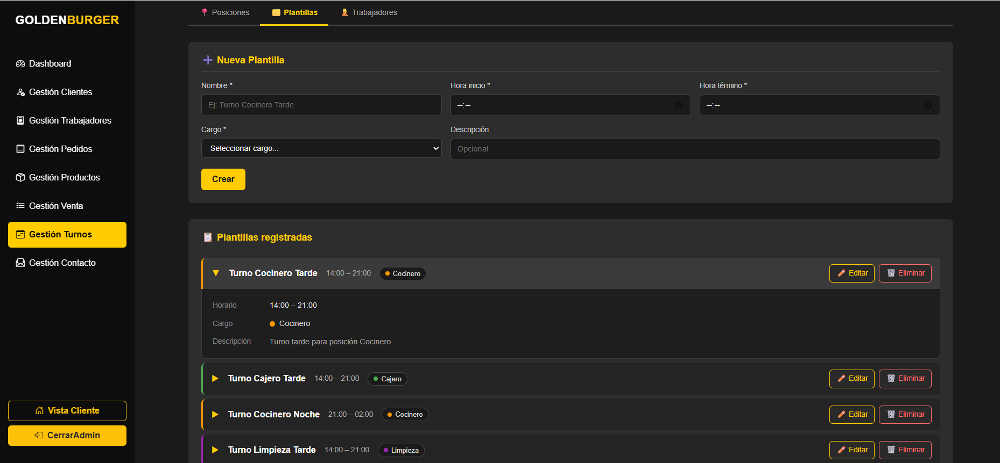 GOLDENBURGER
Dashboard
Gestión Clientes
Gestión Trabajadores
Gestión Pedidos
Gestión Productos
Gestión Venta
Gestión Turnos
Gestión Contacto
Vista Cliente
CerrarAdmin
Posiciones Plantillas Trabajadores
Nueva Plantilla
Nombre * Hora inicio * Hora término *
Ej: Turno Cocinero Tarde --:-- --:--
Cargo * Descripción
Seleccionar cargo... Opcional
Crear
Plantillas registradas
Turno Cocinero Tarde 14:00 – 21:00 Cocinero Editar Eliminar
Horario 14:00 – 21:00
Cargo Cocinero
Descripción Turno tarde para posición Cocinero
Turno Cajero Tarde 14:00 – 21:00 Cajero Editar Eliminar
Turno Cocinero Noche 21:00 – 02:00 Cocinero Editar Eliminar
Turno Limpieza Tarde 14:00 – 21:00 Limpieza Editar Eliminar